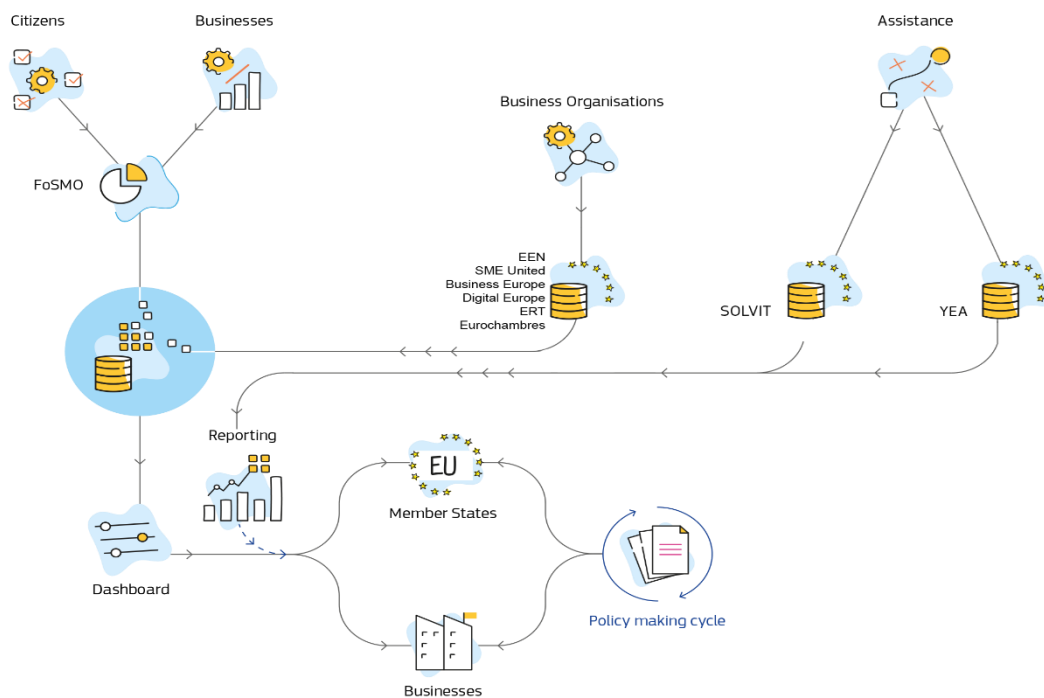 Citizens
Businesses
Assistance
Business Organisations
FoSMO
EEN
SME United
Business Europe
Digital Europe
ERT
Eurochambres
SOLVIT
YEA
Reporting
EU
Member States
Dashboard
Policy making cycle
Businesses